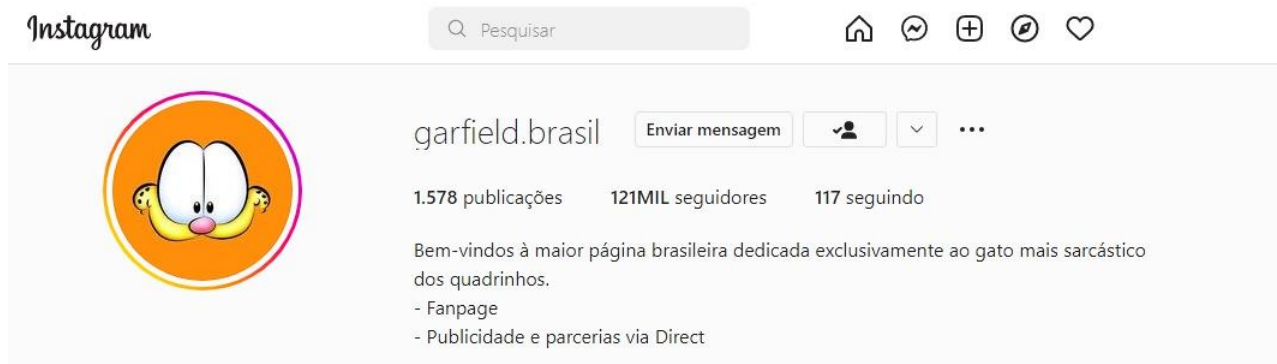 Instagram
Pesquisar
garfield.brasil Enviar mensagem
1.578 publicações 121MIL seguidores 117 seguindo
Bem-vindos à maior página brasileira dedicada exclusivamente ao gato mais sarcástico
dos quadrinhos.
- Fanpage
- Publicidade e parcerias via Direct